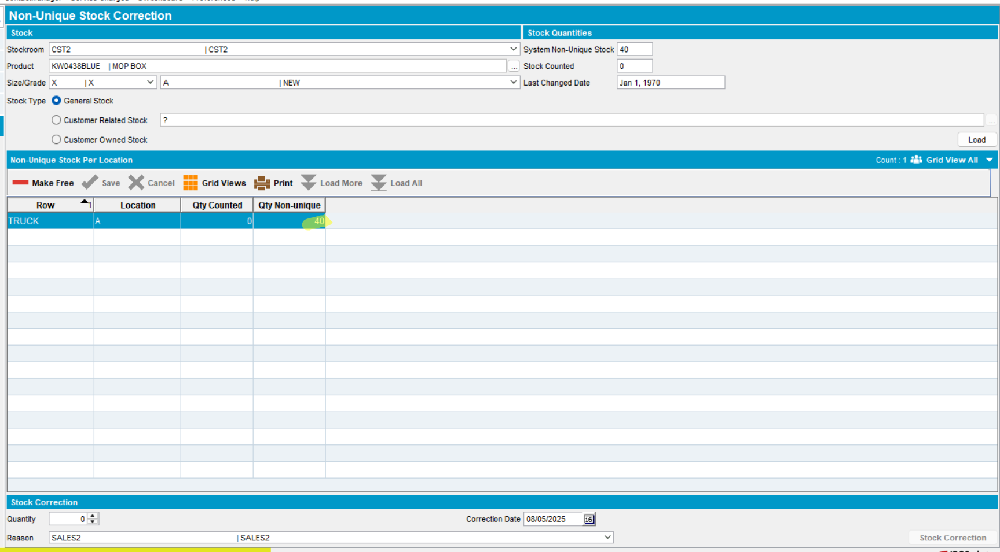 Non-Unique Stock Correction
Stock
Stock Quantities
Stockroom CST2 | CST2
System Non-Unique Stock 40
Product KW0438BLUE | MOP BOX ...
Stock Counted 0
Size/Grade X | X A | NEW
Last Changed Date Jan 1, 1970
Stock Type General Stock
Customer Related Stock ? ...
Customer Owned Stock
Load
Non-Unique Stock Per Location
Count : 1 Grid View All
Make Free Save Cancel Grid Views Print Load More Load All
Row 1 Location Qty Counted Qty Non-unique
TRUCK A 0 40
Stock Correction
Quantity 0
Correction Date 08/05/2025 16
Reason SALES2 | SALES2
Stock Correction